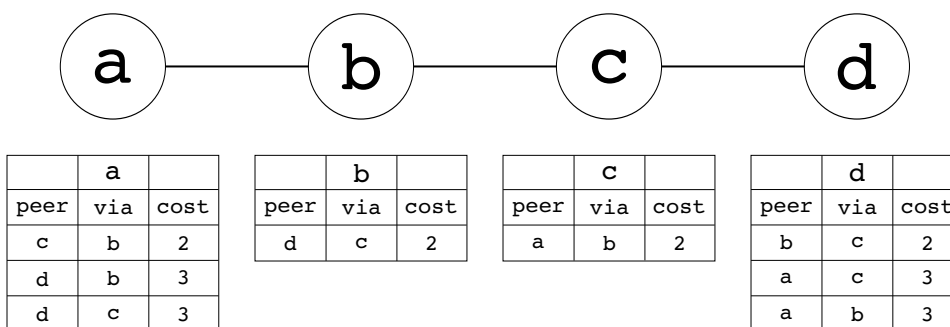 a b c d
a b c d
peer via cost peer via cost peer via cost peer via cost
c b 2 d c 2 a b 2 b c 2
d b 3 a c 3
d c 3 a b 3